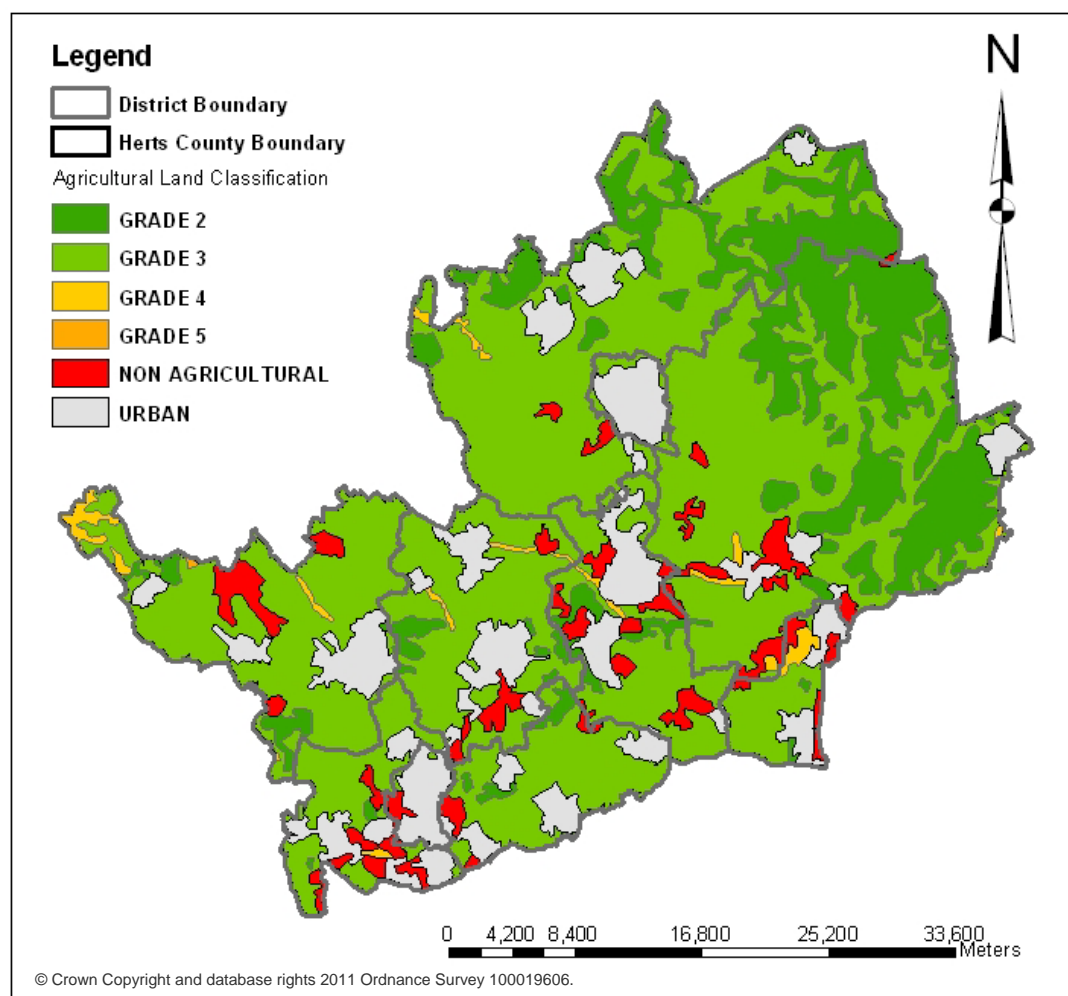 Legend
N
District Boundary
Herts County Boundary
Agricultural Land Classification
GRADE 2
GRADE 3
GRADE 4
GRADE 5
NON AGRICULTURAL
URBAN
0 4,200 8,400 16,800 25,200 33,600
Meters
© Crown Copyright and database rights 2011 Ordnance Survey 100019606.